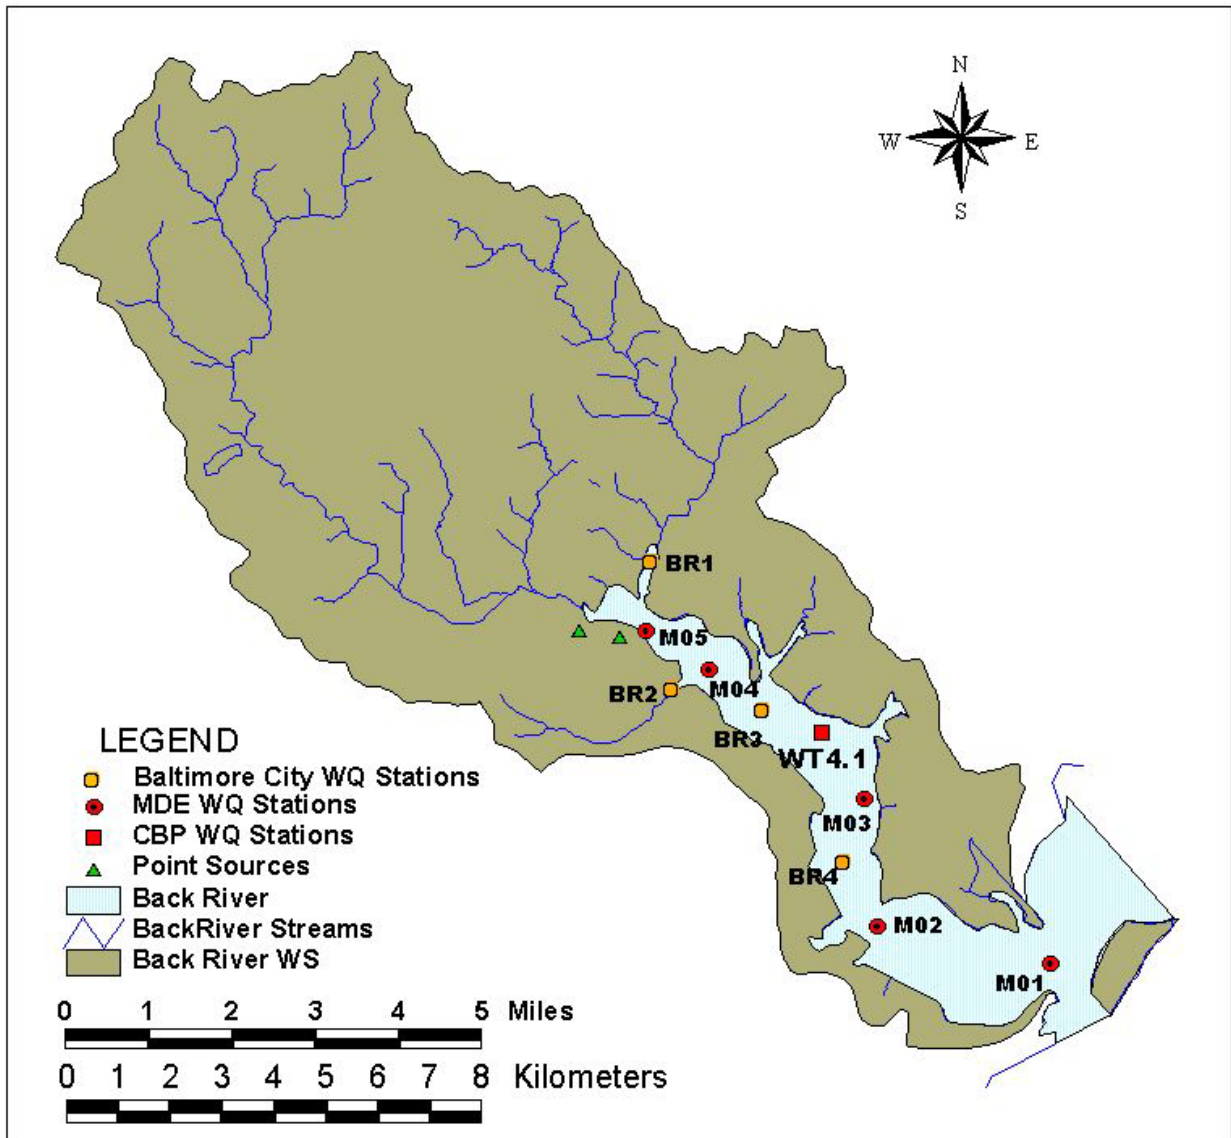 N
W E
S
BR1
M05
BR2
M04
BR3
WT4.1
M03
BR4
M02
M01
LEGEND
Baltimore City WQ Stations
MDE WQ Stations
CBP WQ Stations
Point Sources
Back River
BackRiver Streams
Back River WS
0 1 2 3 4 5 Miles
0 1 2 3 4 5 6 7 8 Kilometers